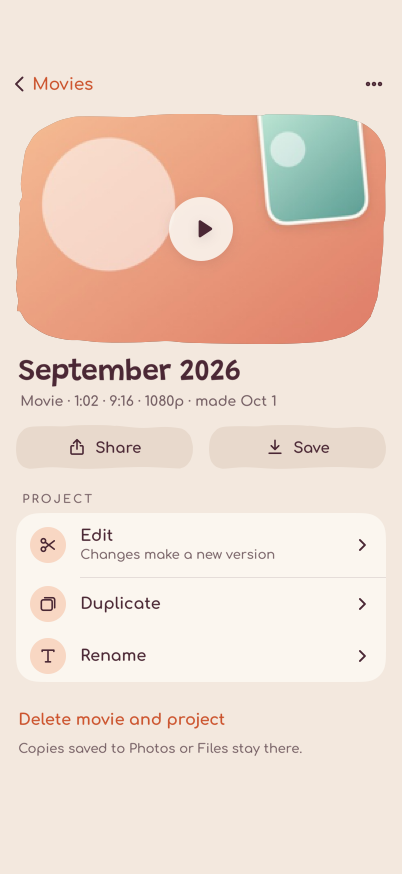 Movies
September 2026
Movie · 1:02 · 9:16 · 1080p · made Oct 1
Share
Save
PROJECT
Edit
Changes make a new version
Duplicate
Rename
Delete movie and project
Copies saved to Photos or Files stay there.